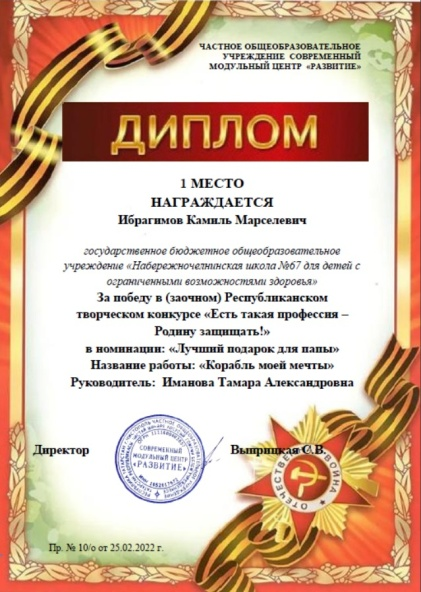 ЧАСТНОЕ ОБЩЕОБРАЗОВАТЕЛЬНОЕ
УЧРЕЖДЕНИЕ СОВРЕМЕННЫЙ
МОДУЛЬНЫЙ ЦЕНТР «РАЗВИТИЕ»
ДИПЛОМ
1 МЕСТО
НАГРАЖДАЕТСЯ
Ибрагимов Камиль Марселевич
государственное бюджетное общеобразовательное
учреждение «Набережночелнинская школа №67 для детей с
ограниченными возможностями здоровья»
За победу в (заочном) Республиканском
творческом конкурсе «Есть такая профессия –
Родину защищать!»
в номинации: «Лучший подарок для папы»
Название работы: «Корабль моей мечты»
Руководитель: Иманова Тамара Александровна
Директор
СОВРЕМЕННЫЙ
МОДУЛЬНЫЙ ЦЕНТР
«РАЗВИТИЕ»
Выприцкая С.В.
ОТЕЧЕСТВЕННАЯ ВОЙНА
Пр. № 10/о от 25.02.2022 г.